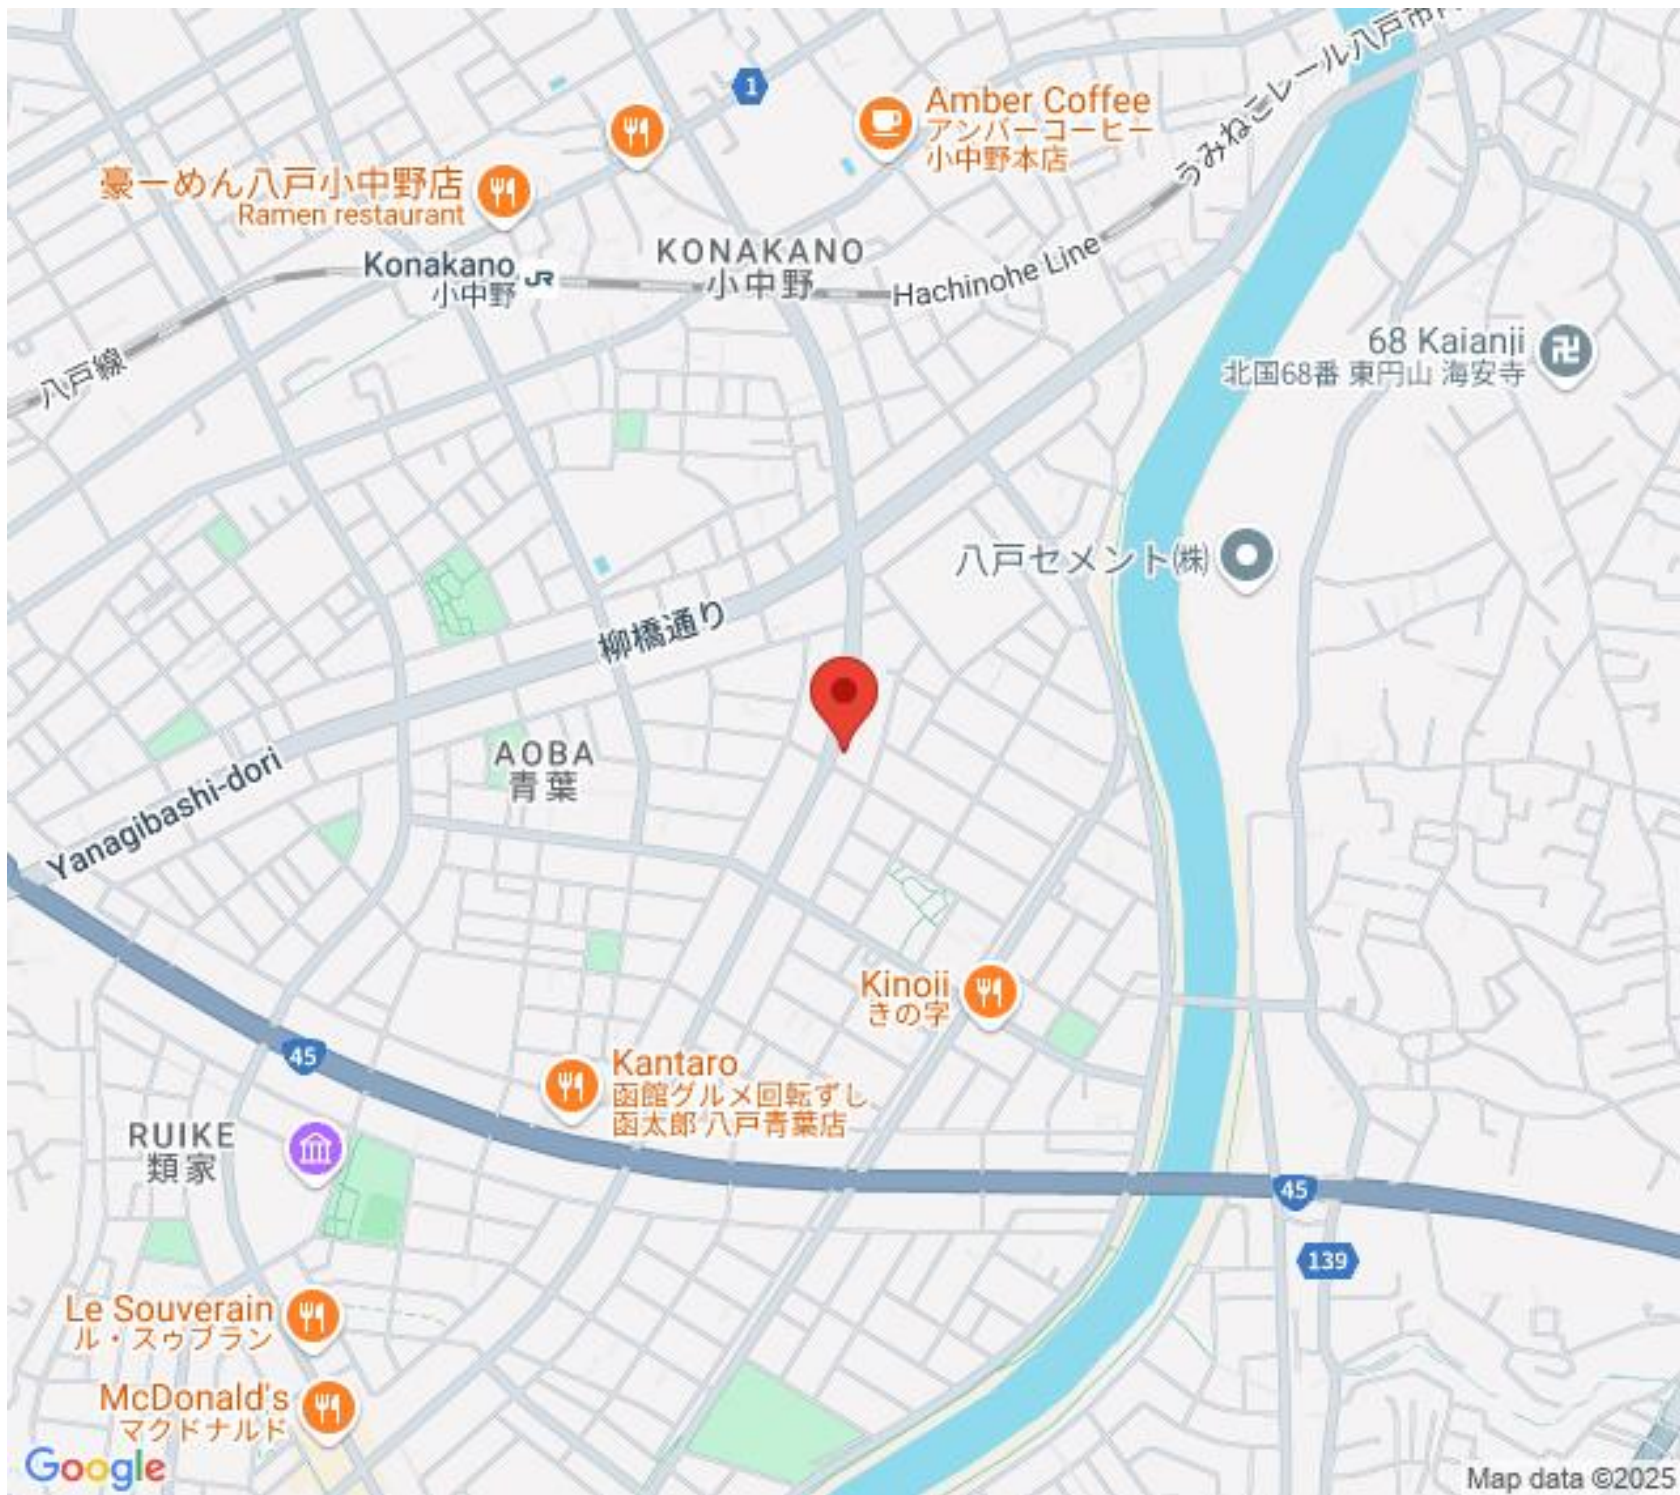 1
Amber Coffee
アンバーコーヒー
小中野本店
うみねこレール八戸市
豪ーめん八戸小中野店
Ramen restaurant
KONAKANO
小中野
Konakano
小中野
JR
Hachinohe Line
八戸線
68 Kaianji
北国68番 東円山 海安寺
卍
八戸セメント㈱
柳橋通り
AOBA
青葉
Yanagibashi-dori
Kinoji
きの字
45
Kantaro
函館グルメ回転ずし
函太郎 八戸青葉店
RUIKE
類家
45
139
Le Souverain
ル・スゥブラン
McDonald's
マクドナルド
Google
Map data ©2025